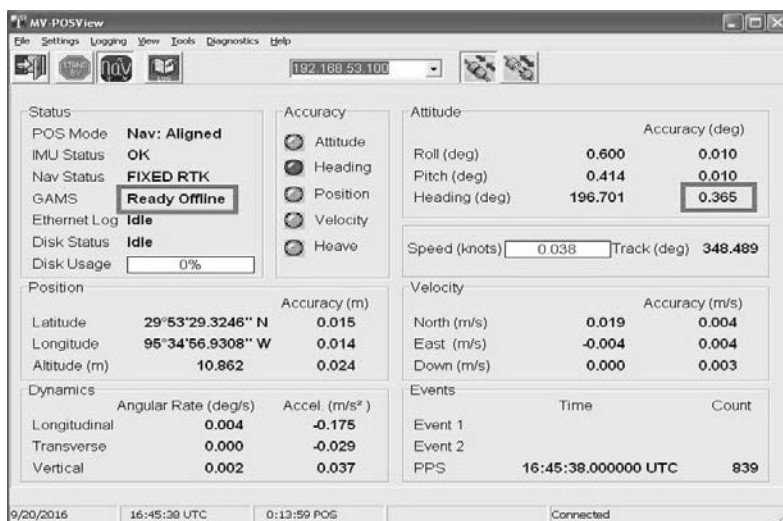 MV-POSView
File Settings Logging View Tools Diagnostics Help
STAND BY nav 192.168.53.100
Status
POS Mode Nav: Aligned
IMU Status OK
Nav Status FIXED RTK
GAMS Ready Offline
Ethernet Log Idle
Disk Status Idle
Disk Usage 0%
Accuracy
Attitude
Heading
Position
Velocity
Heave
Attitude
Accuracy (deg)
Roll (deg) 0.600 0.010
Pitch (deg) 0.414 0.010
Heading (deg) 196.701 0.365
Speed (knots) 0.038 Track (deg) 348.489
Position
Accuracy (m)
Latitude 29°53'29.3246" N 0.015
Longitude 95°34'56.9308" W 0.014
Altitude (m) 10.862 0.024
Velocity
Accuracy (m/s)
North (m/s) 0.019 0.004
East (m/s) -0.004 0.004
Down (m/s) 0.000 0.003
Dynamics
Angular Rate (deg/s) Accel. (m/s²)
Longitudinal 0.004 -0.175
Transverse 0.000 -0.029
Vertical 0.002 0.037
Events
Time Count
Event 1
Event 2
PPS 16:45:38.000000 UTC 839
9/20/2016 16:45:38 UTC 0:13:59 POS Connected